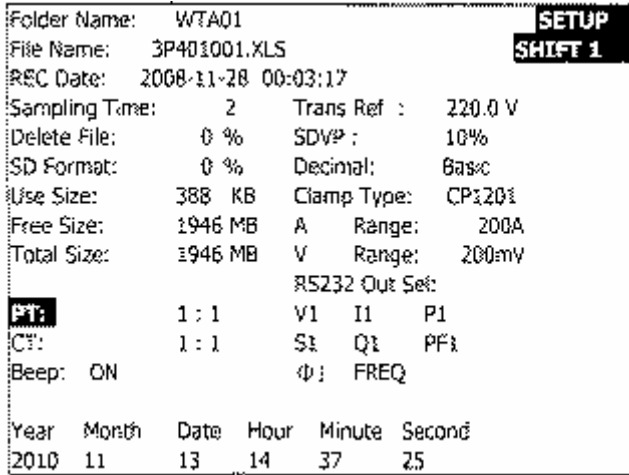 Folder Name: WTA01 SETUP
File Name: 3P401001.XLS SHIFT 1
REC Date: 2008-11-28 00:03:17
Sampling Time: 2 Trans Ref : 220.0 V
Delete File: 0 % SDVP : 10%
SD Format: 0 % Decimal: Basic
Use Size: 388 KB Clamp Type: CP1201
Free Size: 1946 MB A Range: 200A
Total Size: 1946 MB V Range: 200mV
RS232 Out Set:
PT: 1 : 1 V1 I1 P1
CT: 1 : 1 S1 Q1 PF1
Beep: ON Φ1 FREQ
Year Month Date Hour Minute Second
2010 11 13 14 37 25